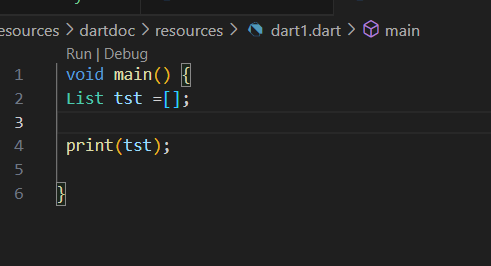 esources > dartdoc > resources > dart1.dart > main
Run | Debug
1 void main() {
2 List tst =[];
3
4 print(tst);
5
6 }